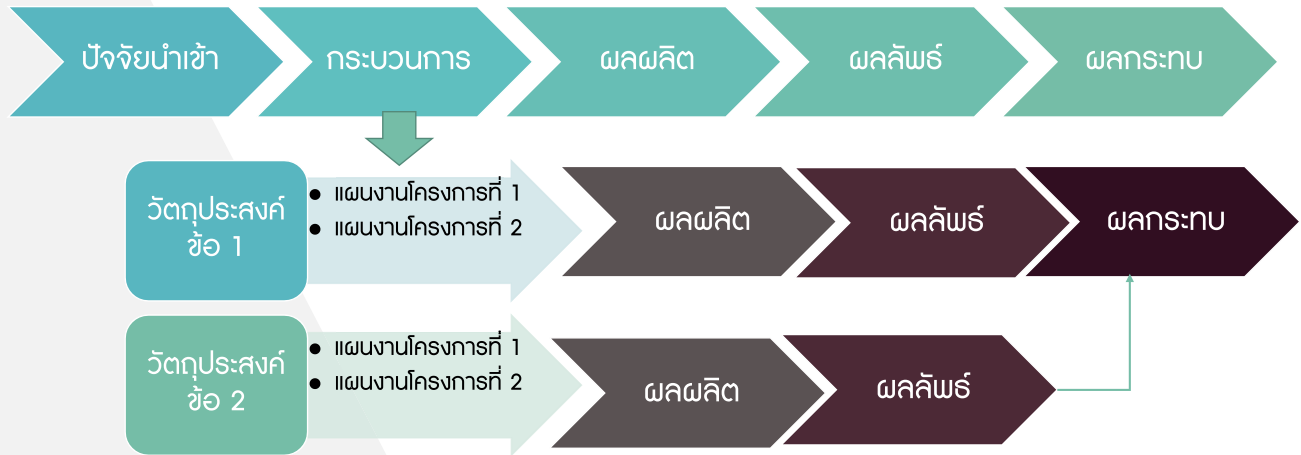 ปัจจัยนำเข้า
กระบวนการ
ผลผลิต
ผลลัพธ์
ผลกระทบ
วัตถุประสงค์
ข้อ 1
• แผนงานโครงการที่ 1
• แผนงานโครงการที่ 2
ผลผลิต
ผลลัพธ์
ผลกระทบ
วัตถุประสงค์
ข้อ 2
• แผนงานโครงการที่ 1
• แผนงานโครงการที่ 2
ผลผลิต
ผลลัพธ์